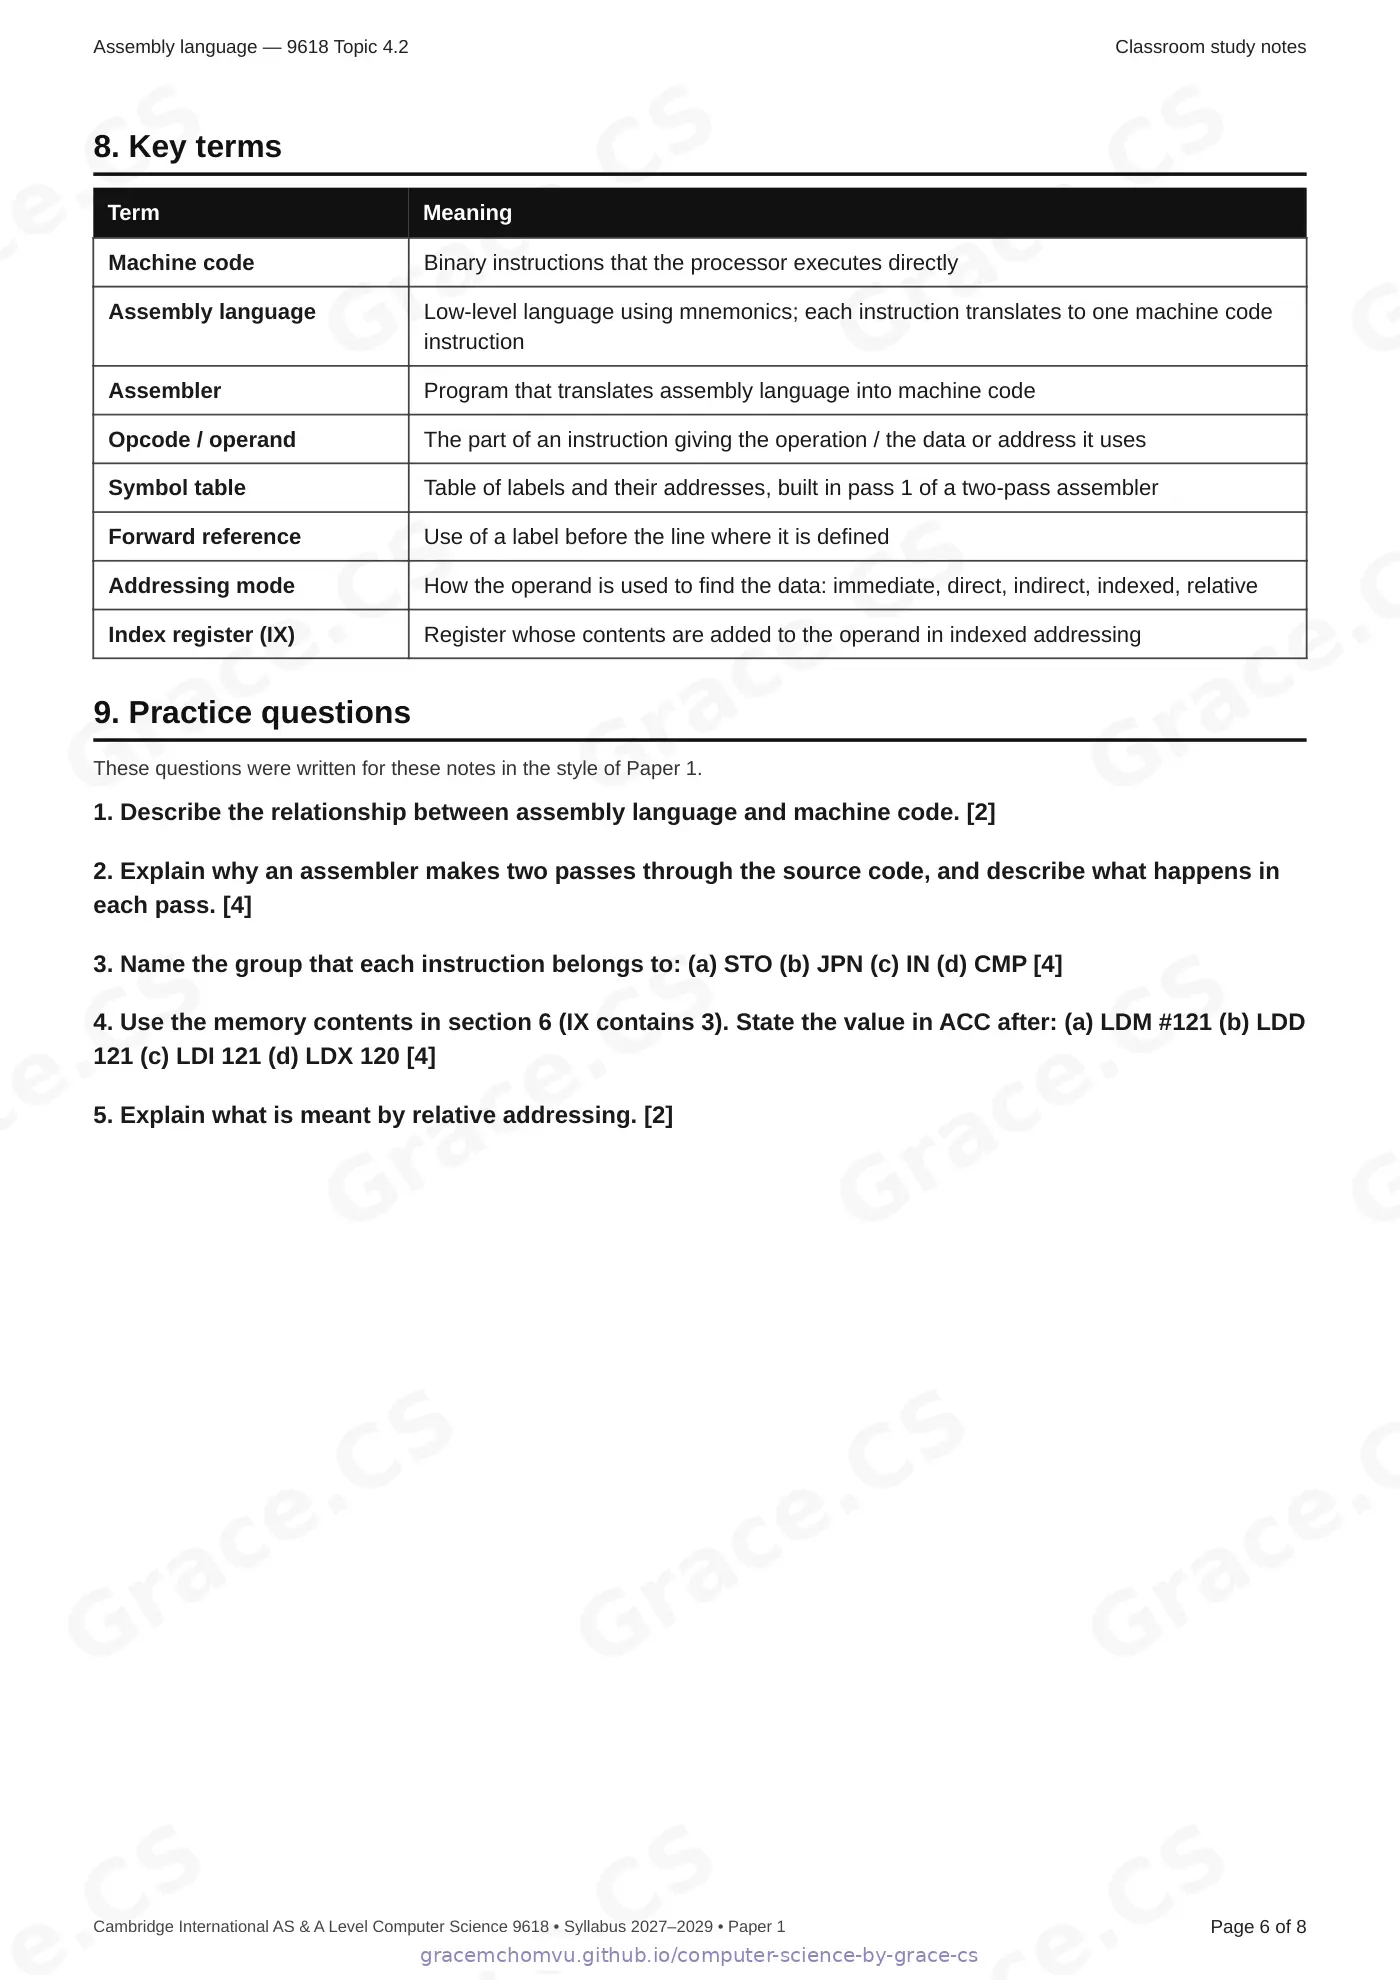 Assembly language — 9618 Topic 4.2
Classroom study notes
8. Key terms
Term
Meaning
Machine code
Binary instructions that the processor executes directly
Assembly language
Low-level language using mnemonics; each instruction translates to one machine code
instruction
Assembler
Program that translates assembly language into machine code
Opcode / operand
The part of an instruction giving the operation / the data or address it uses
Symbol table
Table of labels and their addresses, built in pass 1 of a two-pass assembler
Forward reference
Use of a label before the line where it is defined
Addressing mode
How the operand is used to find the data: immediate, direct, indirect, indexed, relative
Index register (IX)
Register whose contents are added to the operand in indexed addressing
9. Practice questions
These questions were written for these notes in the style of Paper 1.
1. Describe the relationship between assembly language and machine code. [2]
2. Explain why an assembler makes two passes through the source code, and describe what happens in
each pass. [4]
3. Name the group that each instruction belongs to: (a) STO (b) JPN (c) IN (d) CMP [4]
4. Use the memory contents in section 6 (IX contains 3). State the value in ACC after: (a) LDM #121 (b) LDD
121 (c) LDI 121 (d) LDX 120 [4]
5. Explain what is meant by relative addressing. [2]
Grace.CS
Cambridge International AS & A Level Computer Science 9618 • Syllabus 2027–2029 • Paper 1
Page 6 of 8
gracemchomvu.github.io/computer-science-by-grace-cs